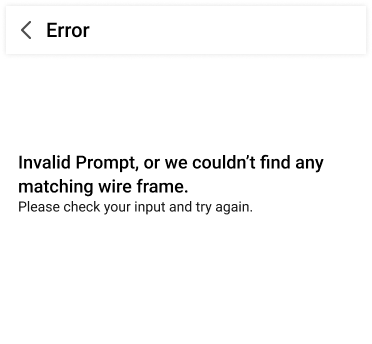 Error
Invalid Prompt, or we couldn’t find any
matching wire frame.
Please check your input and try again.